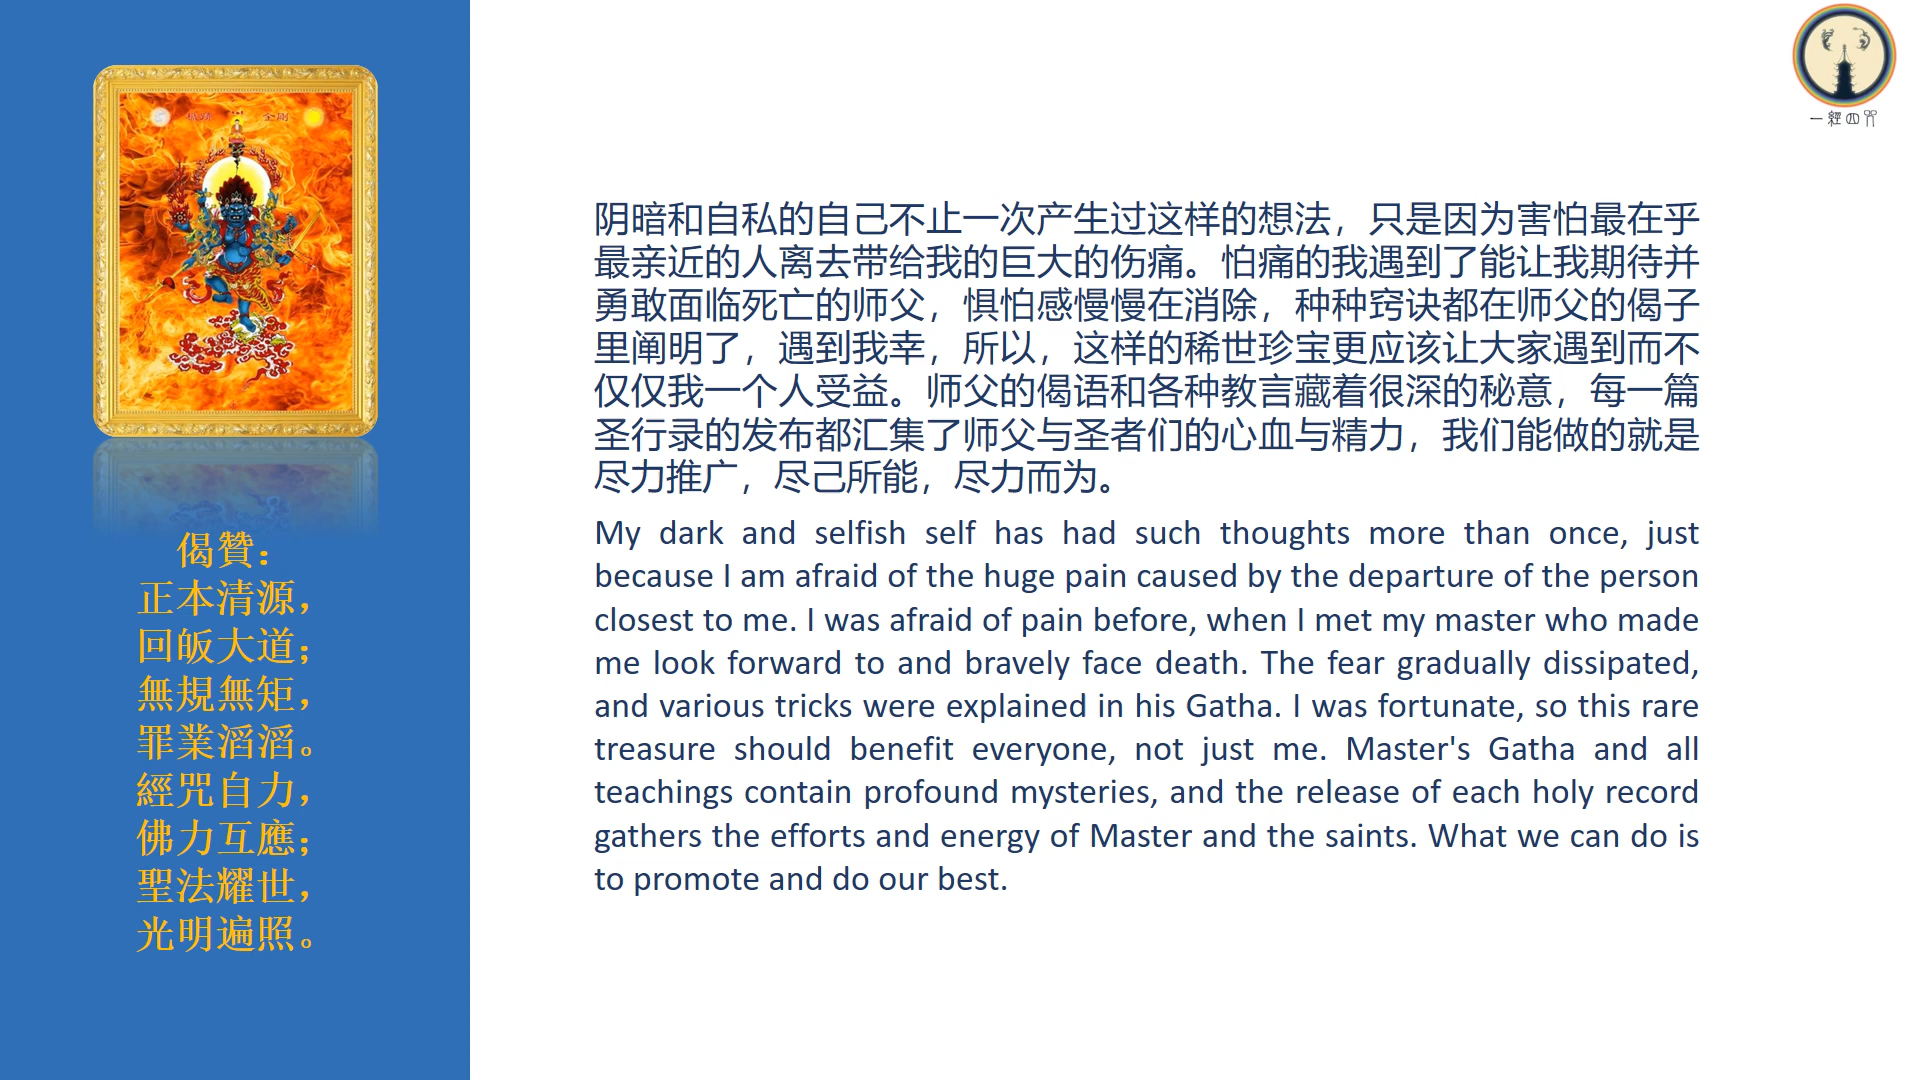 一經四咒
金剛
偈贊：
正本清源，
回皈大道；
無規無矩，
罪業滔滔。
經咒自力，
佛力互應；
聖法耀世，
光明遍照。
阴暗和自私的自己不止一次产生过这样的想法，只是因为害怕最在乎
最亲近的人离去带给我的巨大的伤痛。怕痛的我遇到了能让我期待并
勇敢面临死亡的师父，惧怕感慢慢在消除，种种窍诀都在师父的偈子
里阐明了，遇到我幸，所以，这样的稀世珍宝更应该让大家遇到而不
仅仅我一个人受益。师父的偈语和各种教言藏着很深的秘意，每一篇
圣行录的发布都汇集了师父与圣者们的心血与精力，我们能做的就是
尽力推广，尽己所能，尽力而为。
My dark and selfish self has had such thoughts more than once, just
because I am afraid of the huge pain caused by the departure of the person
closest to me. I was afraid of pain before, when I met my master who made
me look forward to and bravely face death. The fear gradually dissipated,
and various tricks were explained in his Gatha. I was fortunate, so this rare
treasure should benefit everyone, not just me. Master's Gatha and all
teachings contain profound mysteries, and the release of each holy record
gathers the efforts and energy of Master and the saints. What we can do is
to promote and do our best.